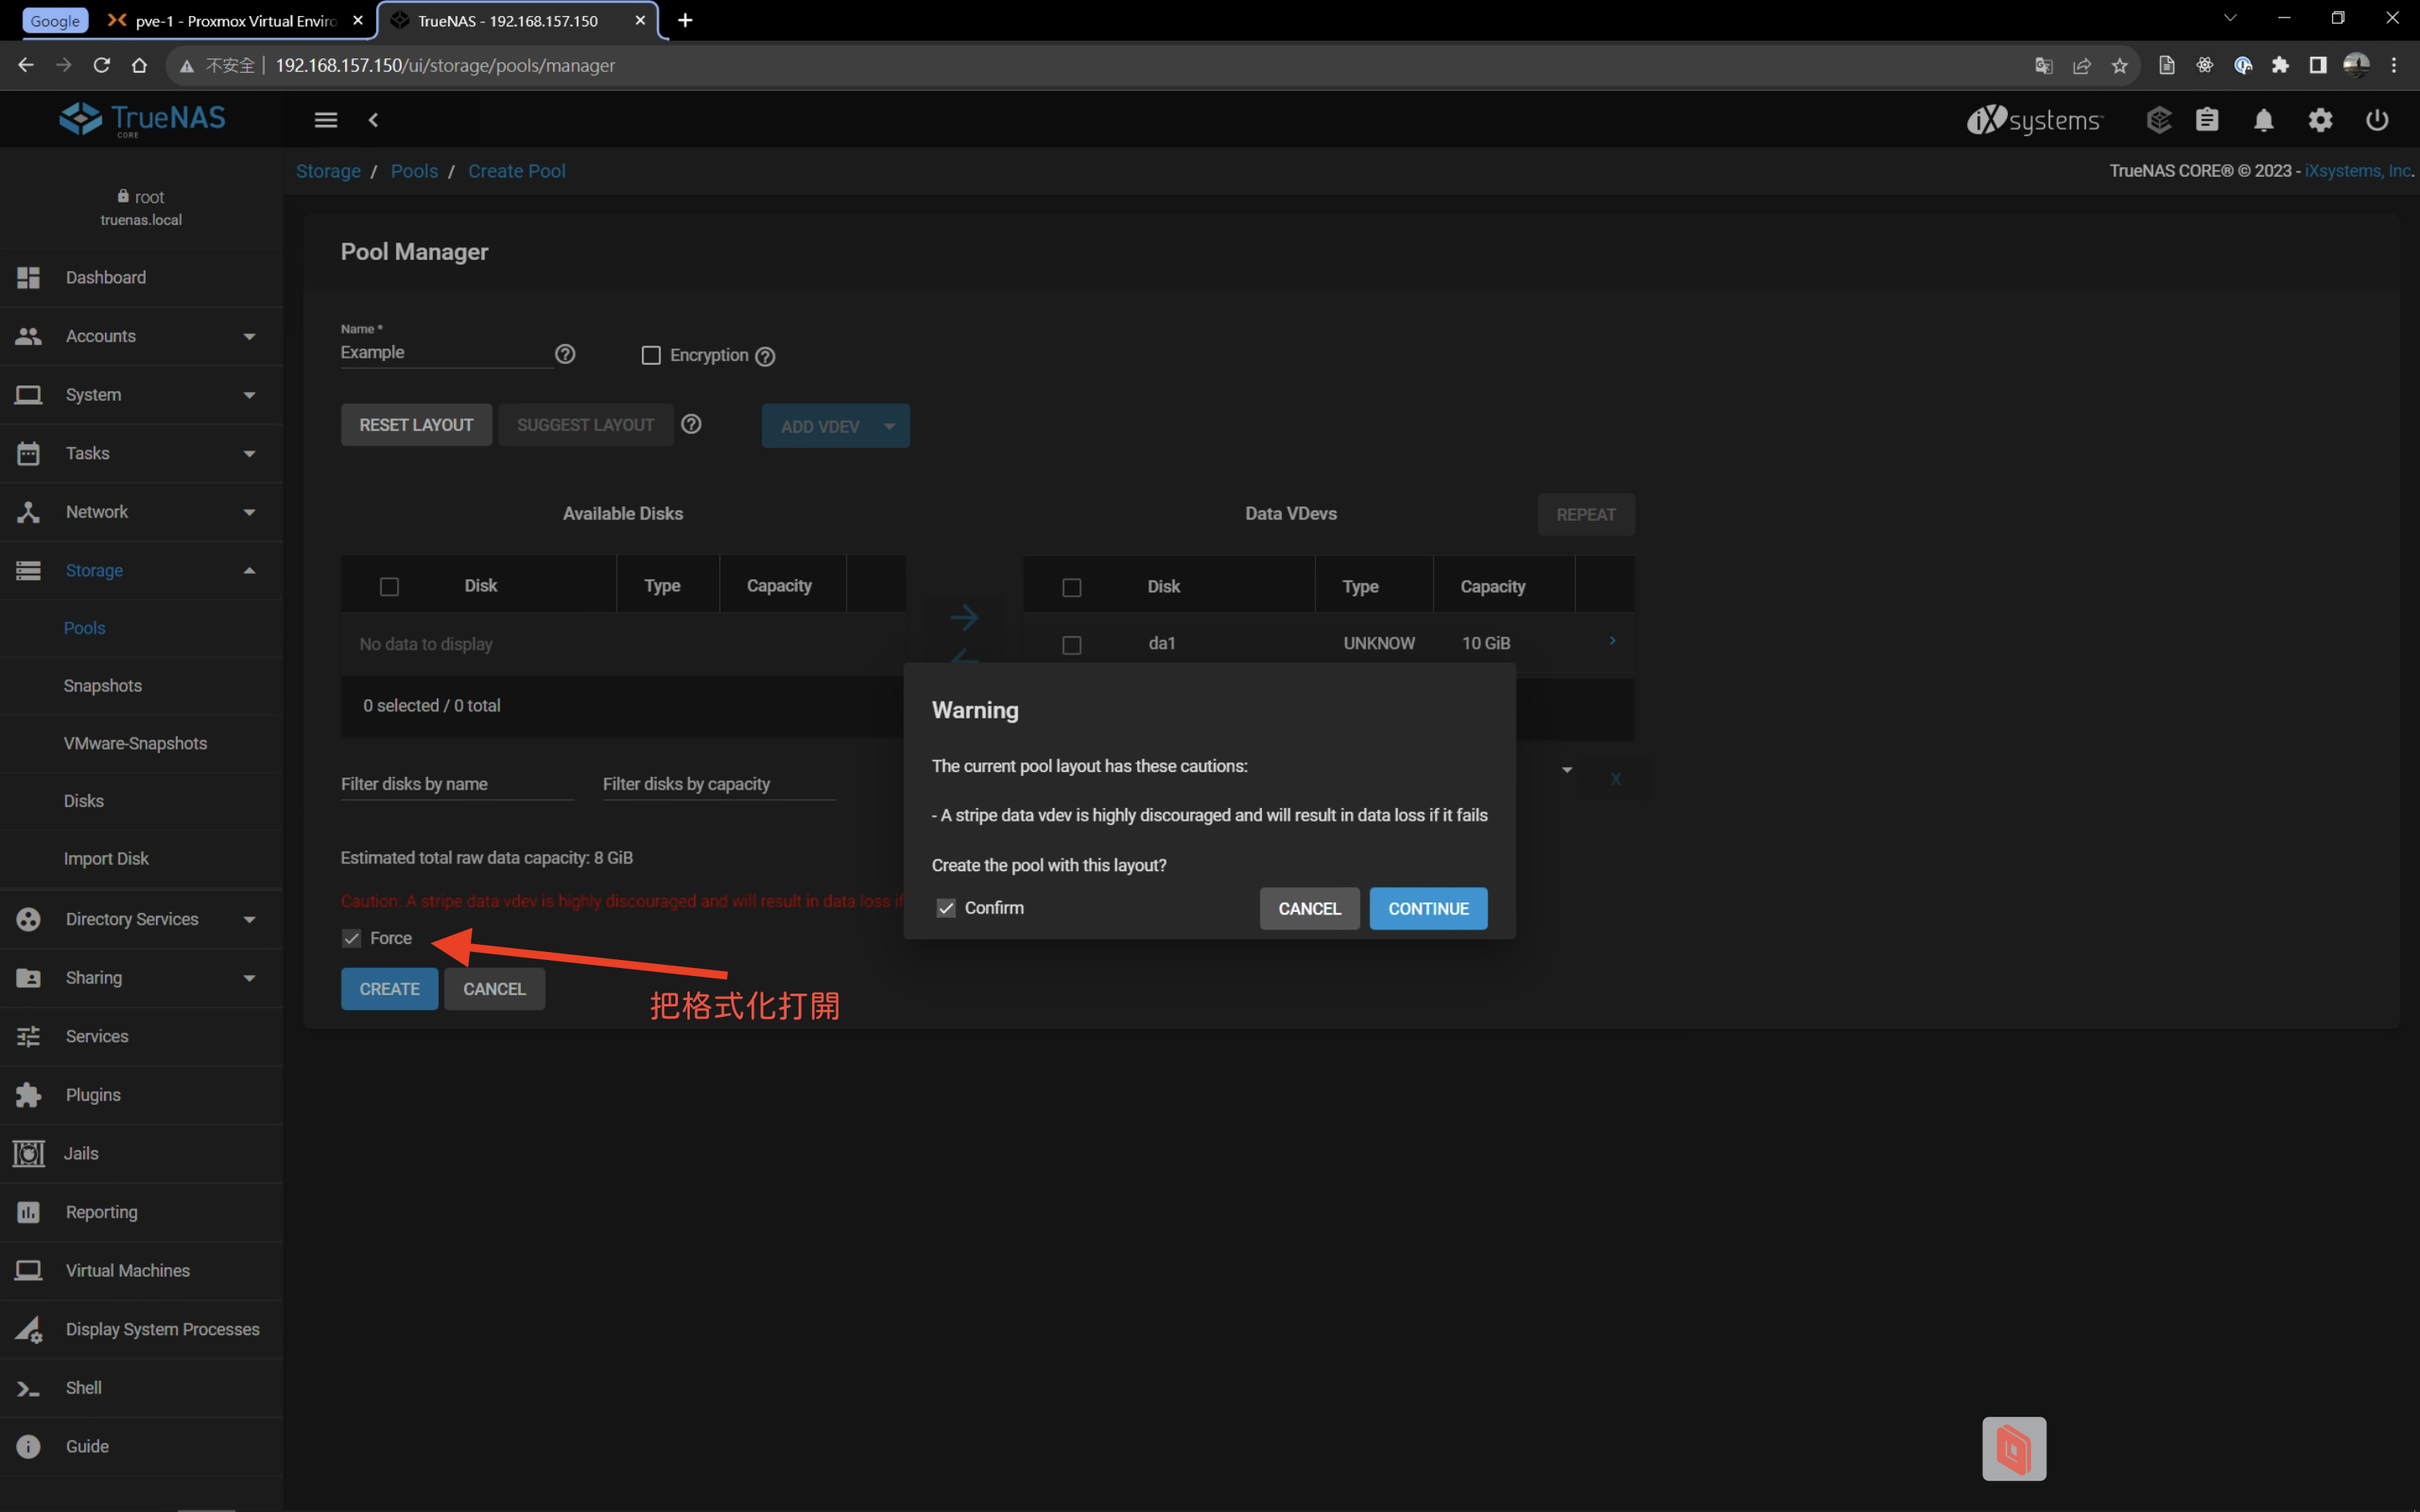 Google
pve-1 - Proxmox Virtual Enviro
TrueNAS - 192.168.157.150
不安全
192.168.157.150/ui/storage/pools/manager
TrueNAS
CORE
iXsystems™
Storage / Pools / Create Pool
TrueNAS CORE® © 2023 - iXsystems, Inc.
root
truenas.local
Dashboard
Accounts
System
Tasks
Network
Storage
Pools
Snapshots
VMware-Snapshots
Disks
Import Disk
Directory Services
Sharing
Services
Plugins
Jails
Reporting
Virtual Machines
Display System Processes
Shell
Guide
Pool Manager
Name *
Example
Encryption
RESET LAYOUT
SUGGEST LAYOUT
ADD VDEV
Available Disks
Disk Type Capacity
No data to display
0 selected / 0 total
Filter disks by name
Filter disks by capacity
Data VDevs
REPEAT
Disk Type Capacity
da1 UNKNOW 10 GiB
X
Estimated total raw data capacity: 8 GiB
Caution: A stripe data vdev is highly discouraged and will result in data loss if
Force
CREATE
CANCEL
把格式化打開
Warning
The current pool layout has these cautions:
- A stripe data vdev is highly discouraged and will result in data loss if it fails
Create the pool with this layout?
Confirm
CANCEL
CONTINUE